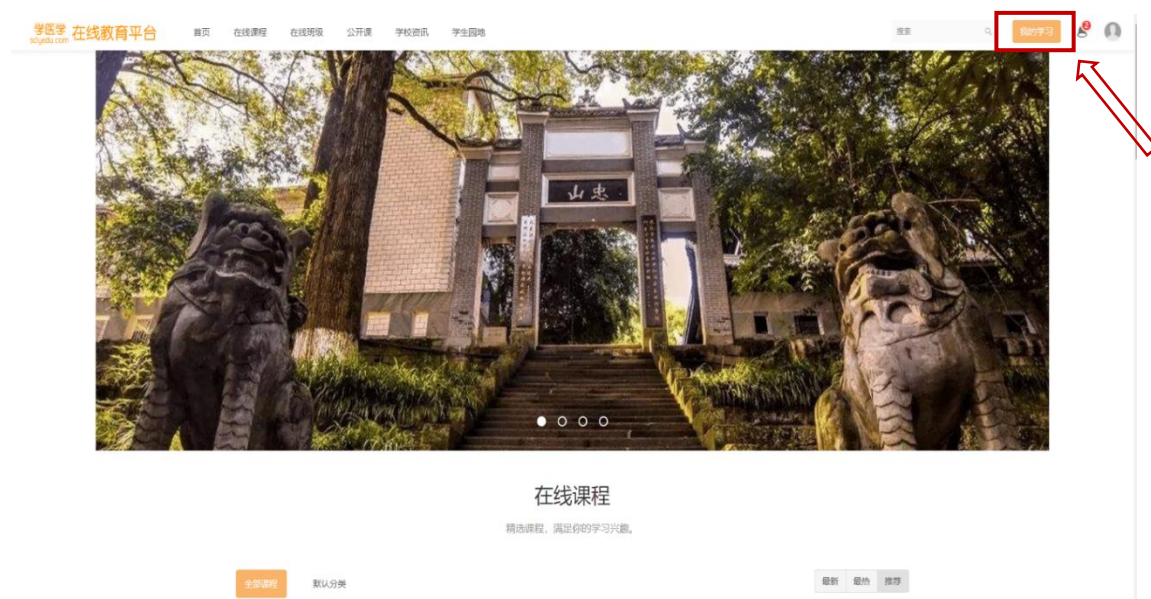 学医学
scxyedu.com
在线教育平台
首页 在线课程 在线班级 公开课 学校资讯 学生园地
搜索
我的学习
2
山忠
在线课程
精选课程，满足你的学习兴趣。
全部课程 默认分类
最新 最热 推荐